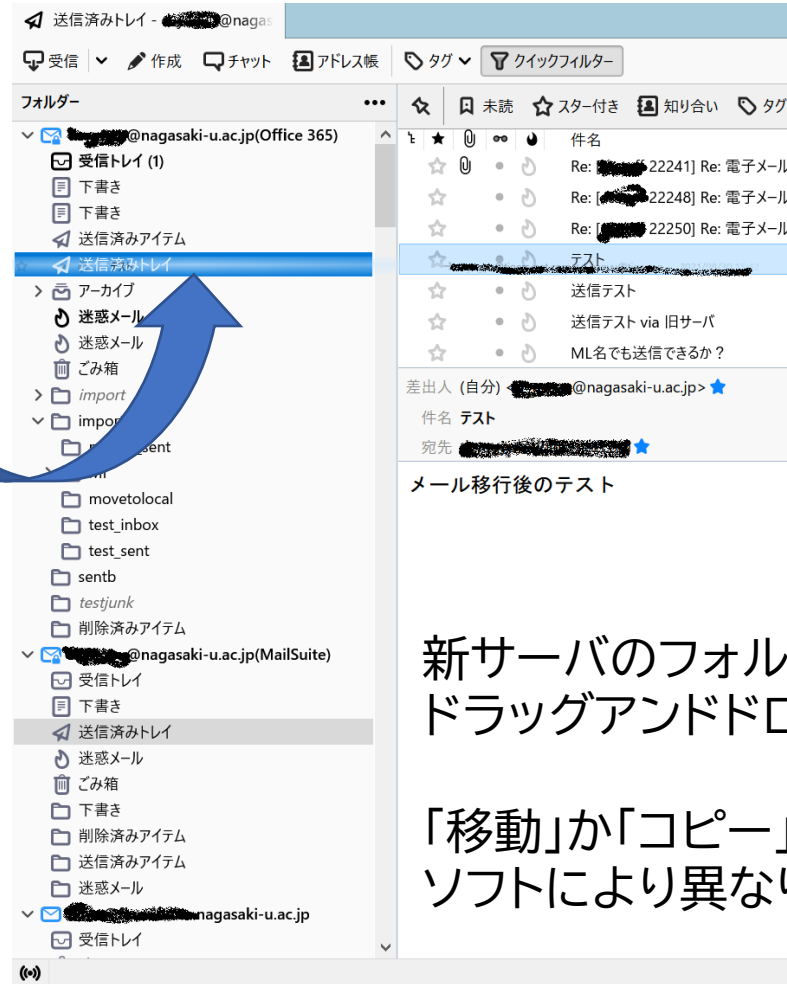 送信済みトレイ - @nagas
受信 作成 チャット アドレス帳 タグ クイックフィルター
フォルダー ••• 未読 スター付き 知り合い タグ
@nagasaki-u.ac.jp(Office 365) 件名
受信トレイ (1) Re: 22241] Re: 電子メール
下書き Re: [ 22248] Re: 電子メール
下書き
送信済みアイテム Re: [ 22250] Re: 電子メール
送信済みトレイ テスト
アーカイブ 送信テスト
迷惑メール 送信テスト via 旧サーバ
迷惑メール ML名でも送信できるか?
ごみ箱
import 差出人 (自分) < @nagasaki-u.ac.jp>
件名 テスト
sent 宛先
メール移行後のテスト
movetolocal
test_inbox
test_sent
sentb
testjunk
削除済みアイテム
@nagasaki-u.ac.jp(MailSuite)
受信トレイ
下書き
送信済みトレイ
迷惑メール
ごみ箱
下書き
削除済みアイテム
送信済みアイテム
迷惑メール
nagasaki-u.ac.jp
受信トレイ
新サーバのフォル
ドラッグアンドドロ
「移動」か「コピー」
ソフトにより異な